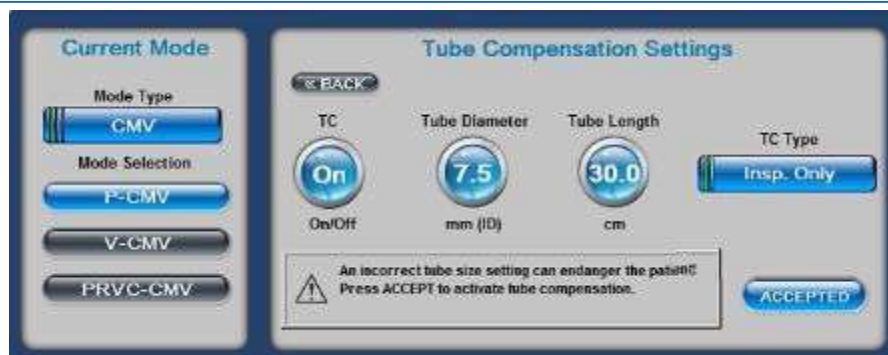 Current Mode
Mode Type
CMV
Mode Selection
P-CMV
V-CMV
PRVC-CMV
Tube Compensation Settings
« BACK
TC
On
On/Off
Tube Diameter
7.5
mm (ID)
Tube Length
30.0
cm
TC Type
Insp. Only
An incorrect tube size setting can endanger the patient
Press ACCEPT to activate tube compensation.
ACCEPTED